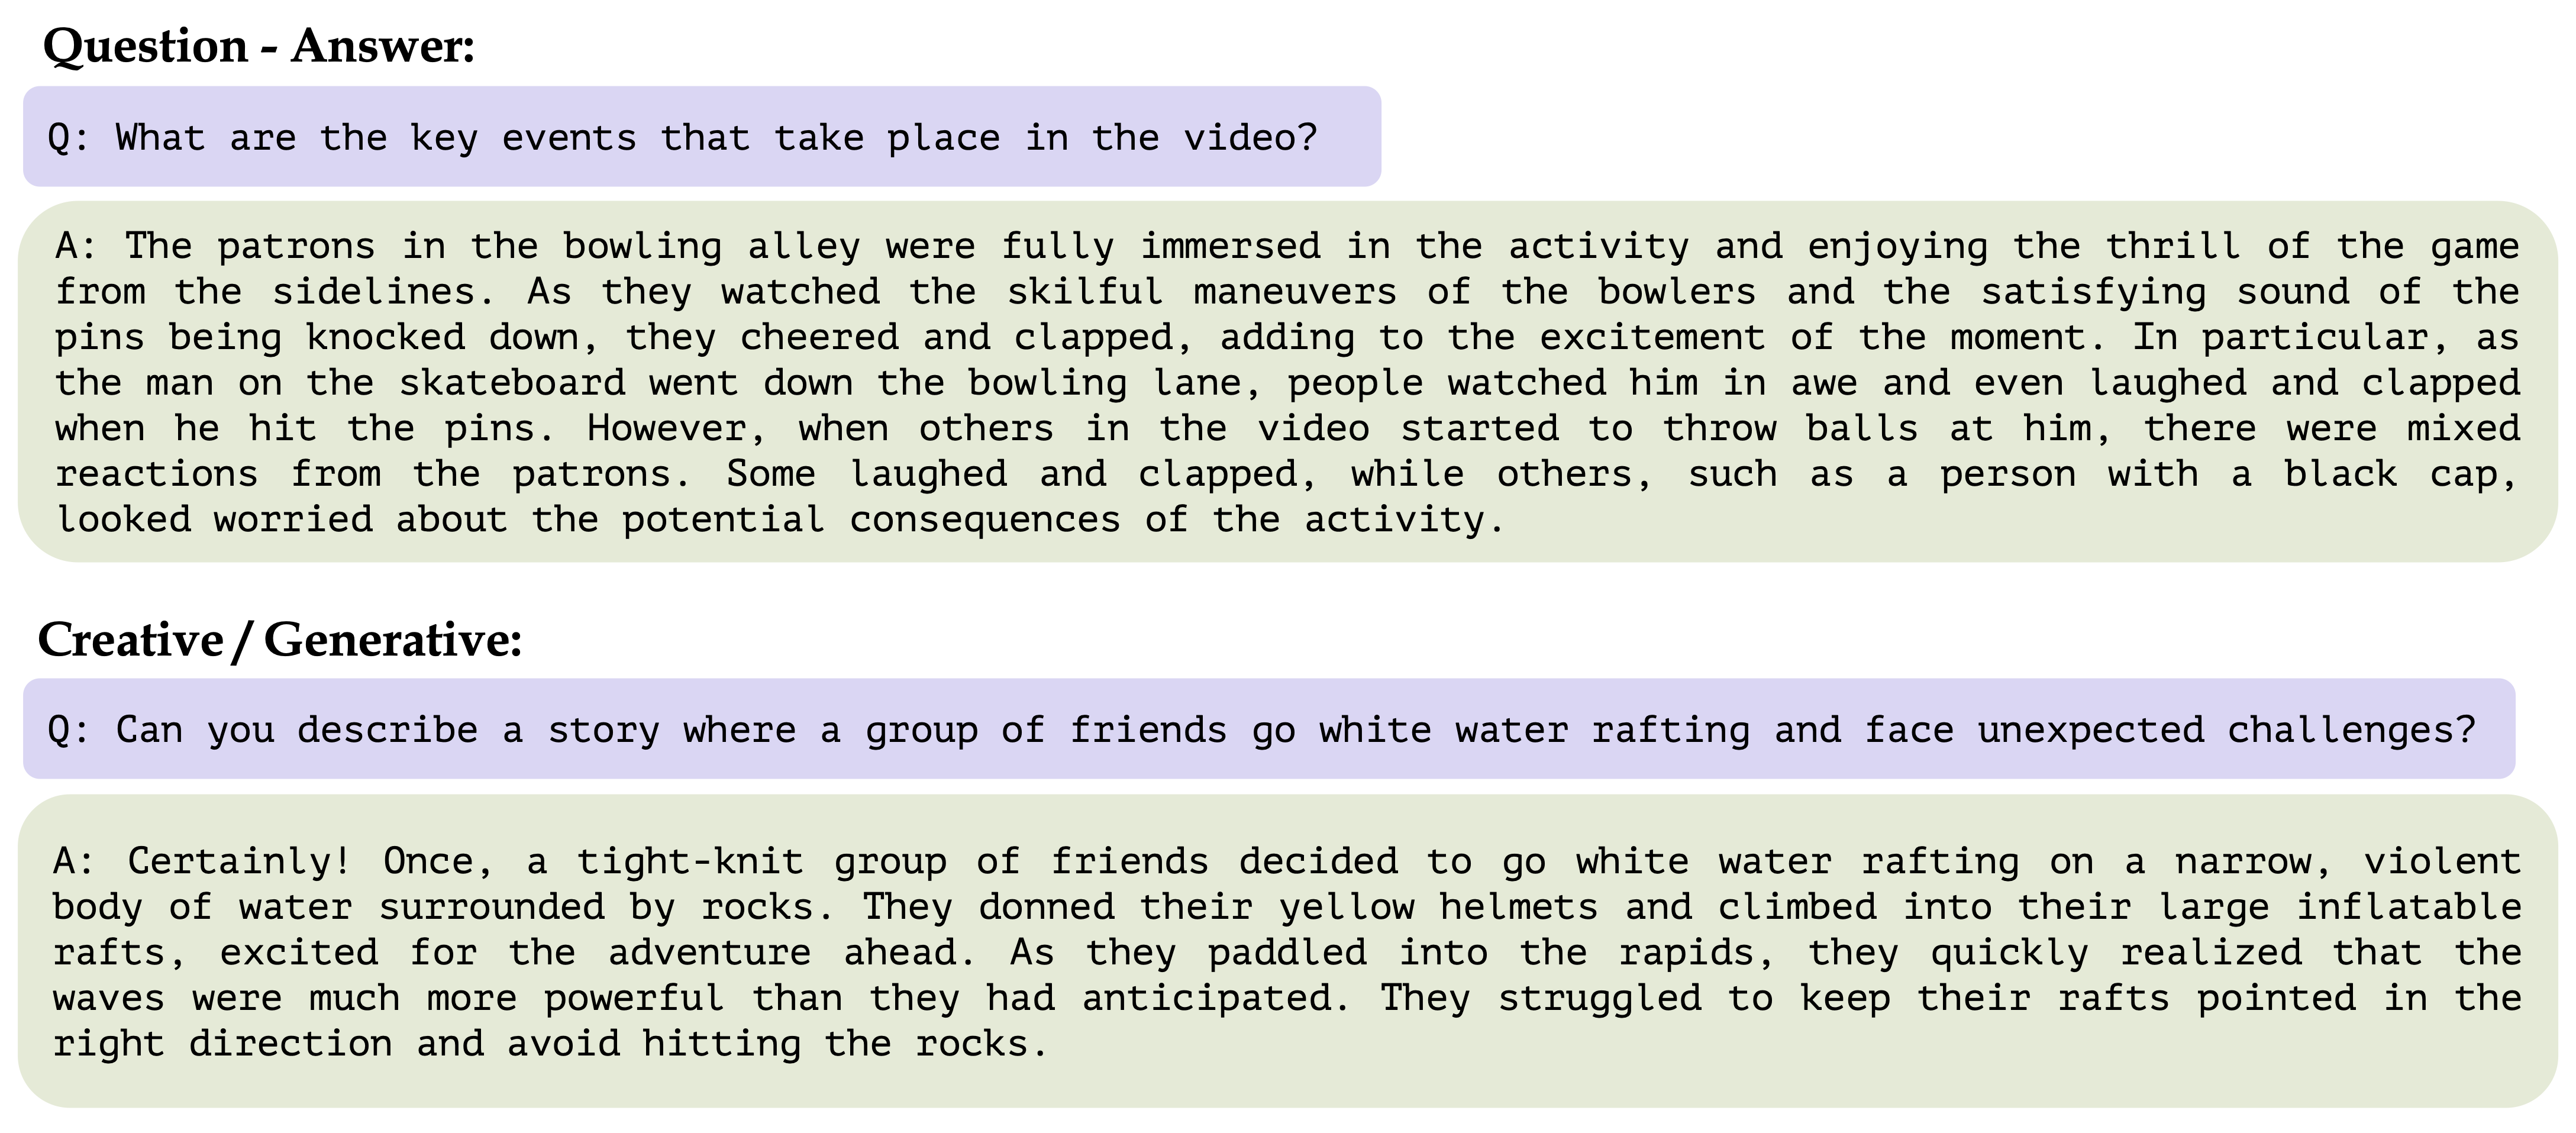 Question - Answer:
Q: What are the key events that take place in the video?
A: The patrons in the bowling alley were fully immersed in the activity and enjoying the thrill of the game
from the sidelines. As they watched the skilful maneuvers of the bowlers and the satisfying sound of the
pins being knocked down, they cheered and clapped, adding to the excitement of the moment. In particular, as
the man on the skateboard went down the bowling lane, people watched him in awe and even laughed and clapped
when he hit the pins. However, when others in the video started to throw balls at him, there were mixed
reactions from the patrons. Some laughed and clapped, while others, such as a person with a black cap,
looked worried about the potential consequences of the activity.
Creative / Generative:
Q: Can you describe a story where a group of friends go white water rafting and face unexpected challenges?
A: Certainly! Once, a tight-knit group of friends decided to go white water rafting on a narrow, violent
body of water surrounded by rocks. They donned their yellow helmets and climbed into their large inflatable
rafts, excited for the adventure ahead. As they paddled into the rapids, they quickly realized that the
waves were much more powerful than they had anticipated. They struggled to keep their rafts pointed in the
right direction and avoid hitting the rocks.